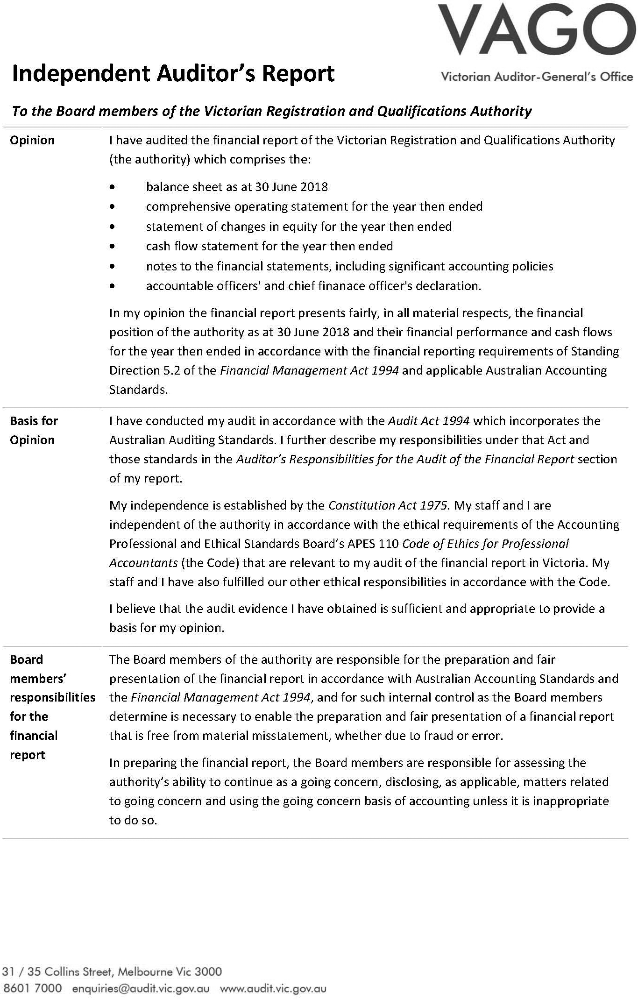 VAGO
Victorian Auditor-General's Office
Independent Auditor’s Report
To the Board members of the Victorian Registration and Qualifications Authority
Opinion
I have audited the financial report of the Victorian Registration and Qualifications Authority
(the authority) which comprises the:
• balance sheet as at 30 June 2018
• comprehensive operating statement for the year then ended
• statement of changes in equity for the year then ended
• cash flow statement for the year then ended
• notes to the financial statements, including significant accounting policies
• accountable officers' and chief finanace officer's declaration.
In my opinion the financial report presents fairly, in all material respects, the financial
position of the authority as at 30 June 2018 and their financial performance and cash flows
for the year then ended in accordance with the financial reporting requirements of Standing
Direction 5.2 of the Financial Management Act 1994 and applicable Australian Accounting
Standards.
Basis for
Opinion
I have conducted my audit in accordance with the Audit Act 1994 which incorporates the
Australian Auditing Standards. I further describe my responsibilities under that Act and
those standards in the Auditor’s Responsibilities for the Audit of the Financial Report section
of my report.
My independence is established by the Constitution Act 1975. My staff and I are
independent of the authority in accordance with the ethical requirements of the Accounting
Professional and Ethical Standards Board’s APES 110 Code of Ethics for Professional
Accountants (the Code) that are relevant to my audit of the financial report in Victoria. My
staff and I have also fulfilled our other ethical responsibilities in accordance with the Code.
I believe that the audit evidence I have obtained is sufficient and appropriate to provide a
basis for my opinion.
Board
members’
responsibilities
for the
financial
report
The Board members of the authority are responsible for the preparation and fair
presentation of the financial report in accordance with Australian Accounting Standards and
the Financial Management Act 1994, and for such internal control as the Board members
determine is necessary to enable the preparation and fair presentation of a financial report
that is free from material misstatement, whether due to fraud or error.
In preparing the financial report, the Board members are responsible for assessing the
authority’s ability to continue as a going concern, disclosing, as applicable, matters related
to going concern and using the going concern basis of accounting unless it is inappropriate
to do so.
31 / 35 Collins Street, Melbourne Vic 3000
8601 7000 enquiries@audit.vic.gov.au www.audit.vic.gov.au